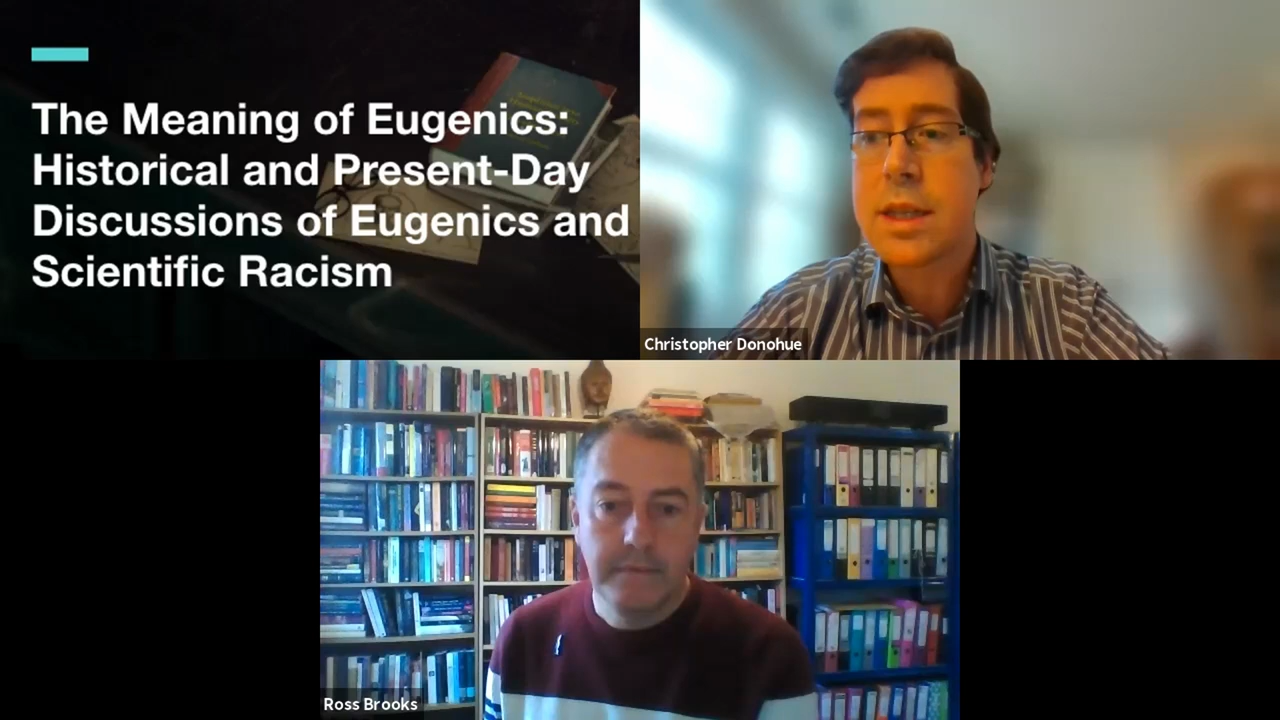 The Meaning of Eugenics:
Historical and Present-Day
Discussions of Eugenics and
Scientific Racism
Christopher Donohue
Ross Brooks